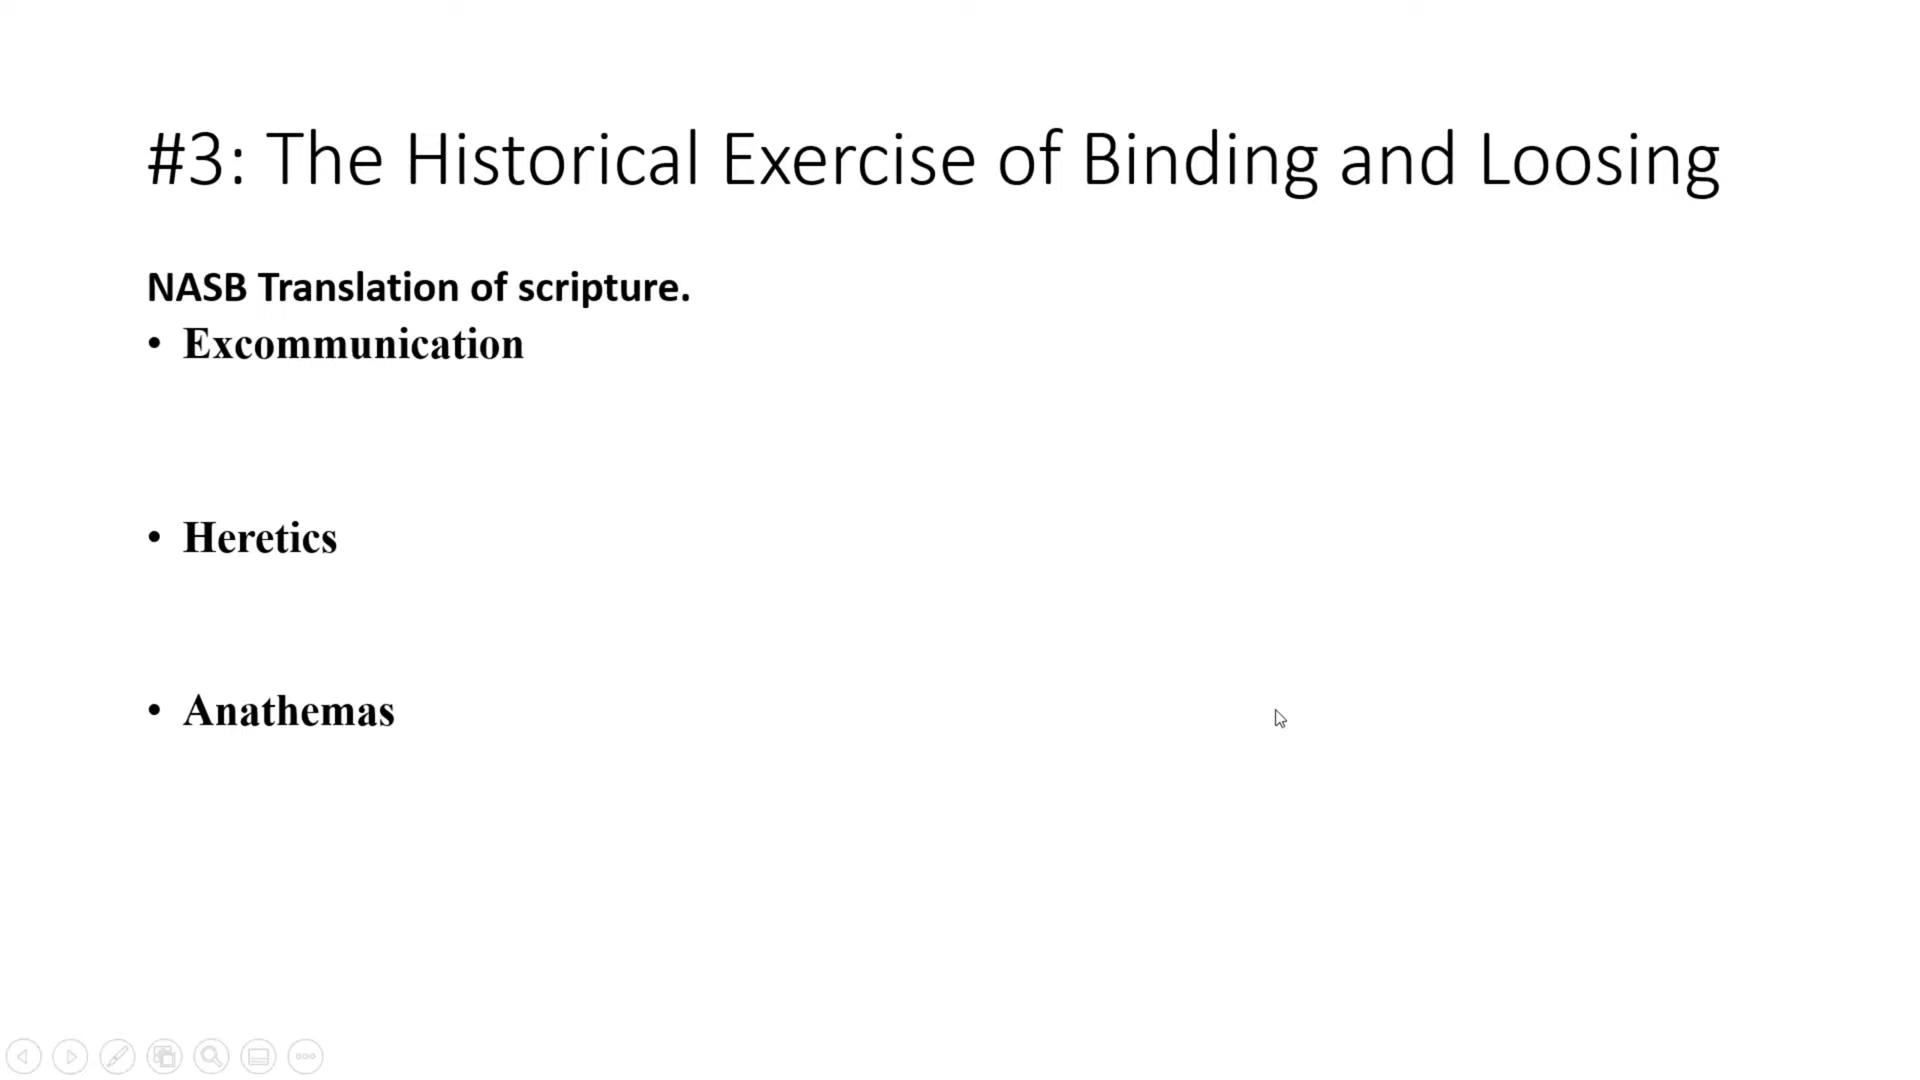 #3: The Historical Exercise of Binding and Loosing
NASB Translation of scripture.
• Excommunication
• Heretics
• Anathemas